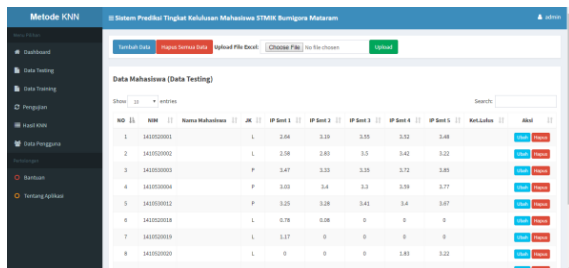 Metode KNN
Sistem Prediksi Tingkat Kelulusan Mahasiswa STMIK Bumigora Mataram
admin
Menu Pilihan
Dashboard
Data Testing
Data Training
Pengujian
Hasil KNN
Data Pengguna
Bantuan
Tentang Aplikasi
Tambah Data Hapus Semua Data Upload File Excel: Choose File No file chosen Upload
Data Mahasiswa (Data Testing)
Show 10 entries Search:
NO NIM Nama Mahasiswa JK IP Smt 1 IP Smt 2 IP Smt 3 IP Smt 4 IP Smt 5 Ket.Lulus Aksi
1 1410520001 L 2.64 3.15 3.55 3.52 3.48 Ubah Hapus
2 1410520002 L 2.58 2.83 3.5 3.42 3.22 Ubah Hapus
3 1410530003 P 3.47 3.33 3.35 3.72 3.85 Ubah Hapus
4 1410530004 P 3.03 3.4 3.3 3.59 3.77 Ubah Hapus
5 1410530012 P 3.25 3.28 3.41 3.4 3.67 Ubah Hapus
6 1410520018 L 0.78 0.08 0 0 0 Ubah Hapus
7 1410520019 L 1.17 0 0 0 0 Ubah Hapus
8 1410520020 L 0 0 0 1.83 3.22 Ubah Hapus